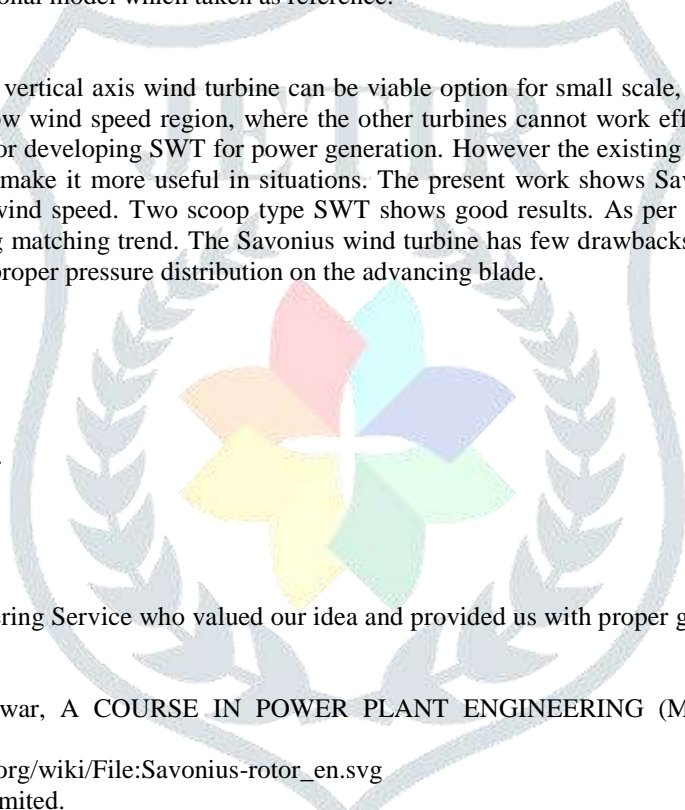 onal model which taken as reference.
vertical axis wind turbine can be viable option for small scale,
ow wind speed region, where the other turbines cannot work eff
or developing SWT for power generation. However the existing
make it more useful in situations. The present work shows Sav
wind speed. Two scoop type SWT shows good results. As per
g matching trend. The Savonius wind turbine has few drawbacks
proper pressure distribution on the advancing blade.
JETIR
ering Service who valued our idea and provided us with proper g
war, A COURSE IN POWER PLANT ENGINEERING (M
org/wiki/File:Savonius-rotor_en.svg
mited.